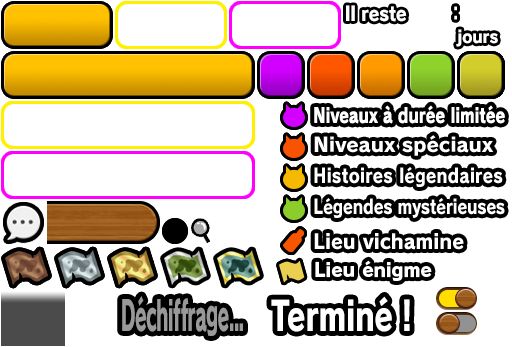 Il reste :
jours
Niveaux à durée limitée
Niveaux spéciaux
Histoires légendaires
Légendes mystérieuses
Lieu vichamine
Lieu énigme
Déchiffrage...
Terminé !